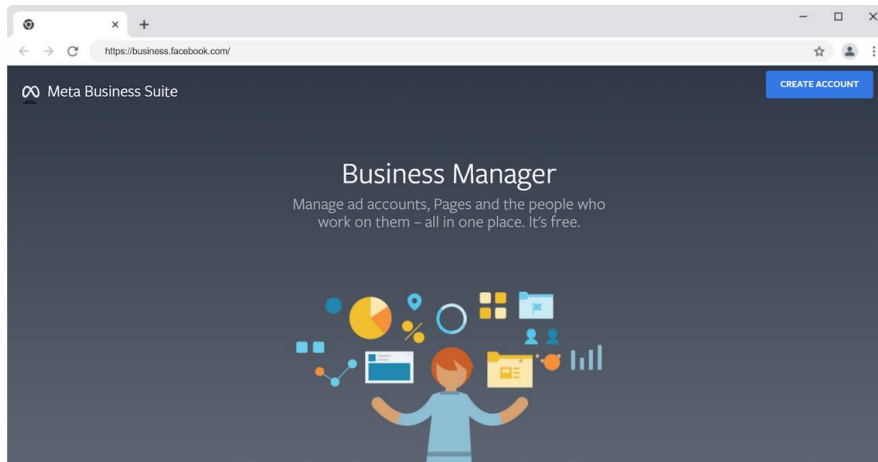 https://business.facebook.com/
Meta Business Suite
CREATE ACCOUNT
Business Manager
Manage ad accounts, Pages and the people who
work on them – all in one place. It's free.